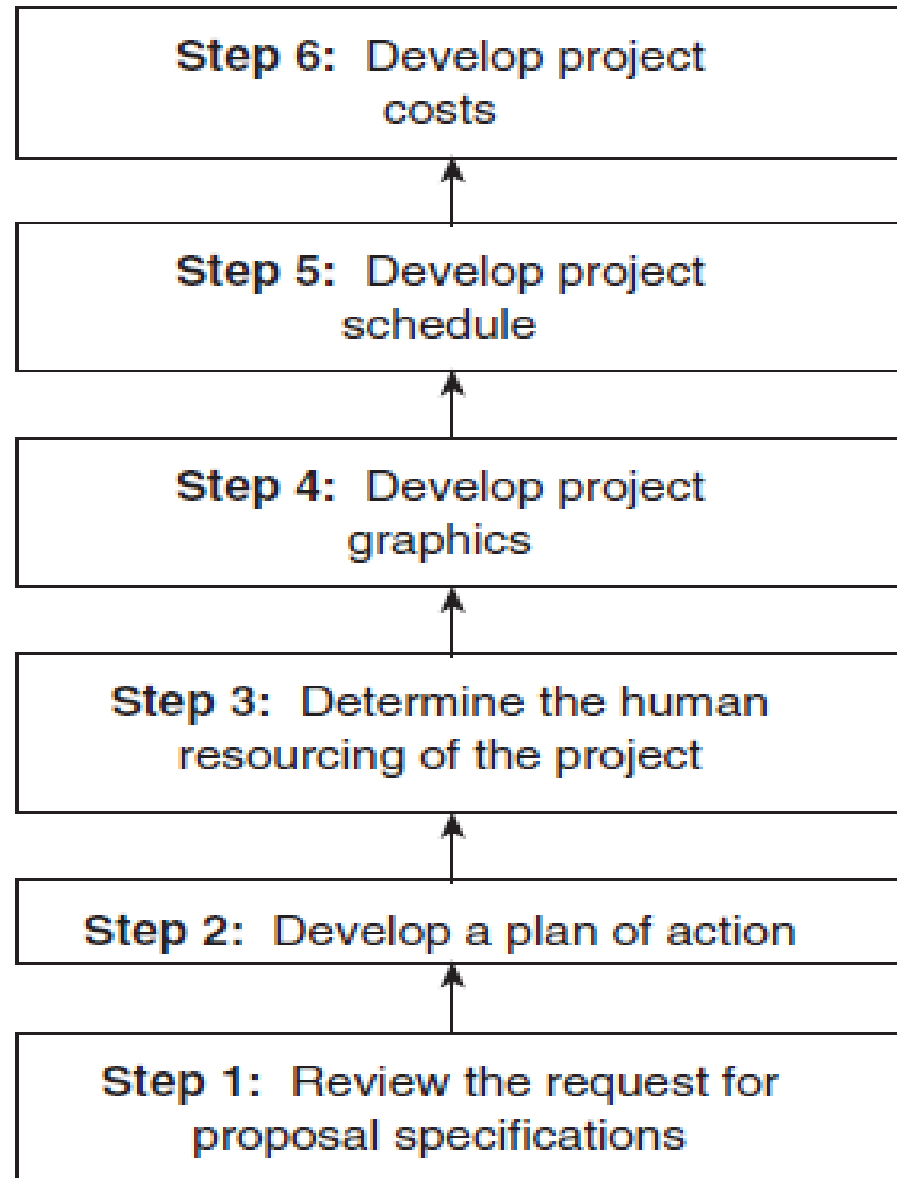 Step 6: Develop project
costs
Step 5: Develop project
schedule
Step 4: Develop project
graphics
Step 3: Determine the human
resourcing of the project
Step 2: Develop a plan of action
Step 1: Review the request for
proposal specifications